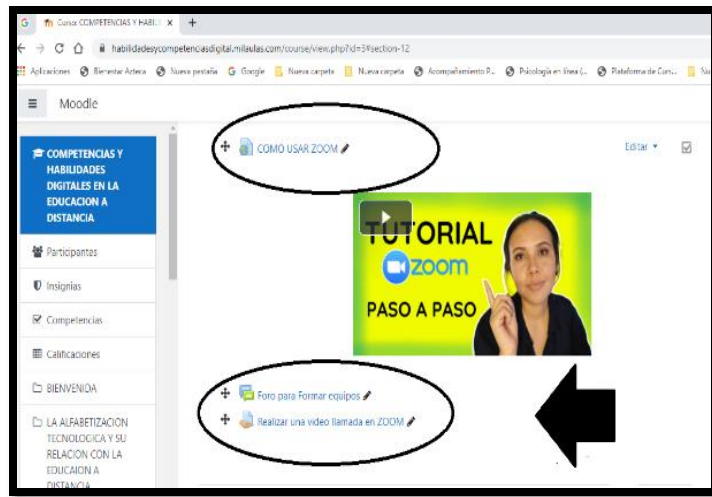 Curso: COMPETENCIAS Y HABILI
habilidadesycompetenciasdigital.milaulas.com/course/view.php?id=5#section-12
Aplicaciones Bienestar Azteca Nueva pestaña Google Nueva carpeta Nueva carpeta Acompañamiento P... Psicología en línea (... Plataforma de Curs...
Moodle
COMPETENCIAS Y
HABILIDADES
DIGITALES EN LA
EDUCACION A
DISTANCIA
Participantes
Insignias
Competencias
Calificaciones
BIENVENIDA
LA ALFABETIZACION
TECNOLOGICA Y SU
RELACION CON LA
EDUCAION A
DISTANCIA
COMO USAR ZOOM
Editar
TUTORIAL
zoom
PASO A PASO
Foro para Formar equipos
Realizar una video llamada en ZOOM